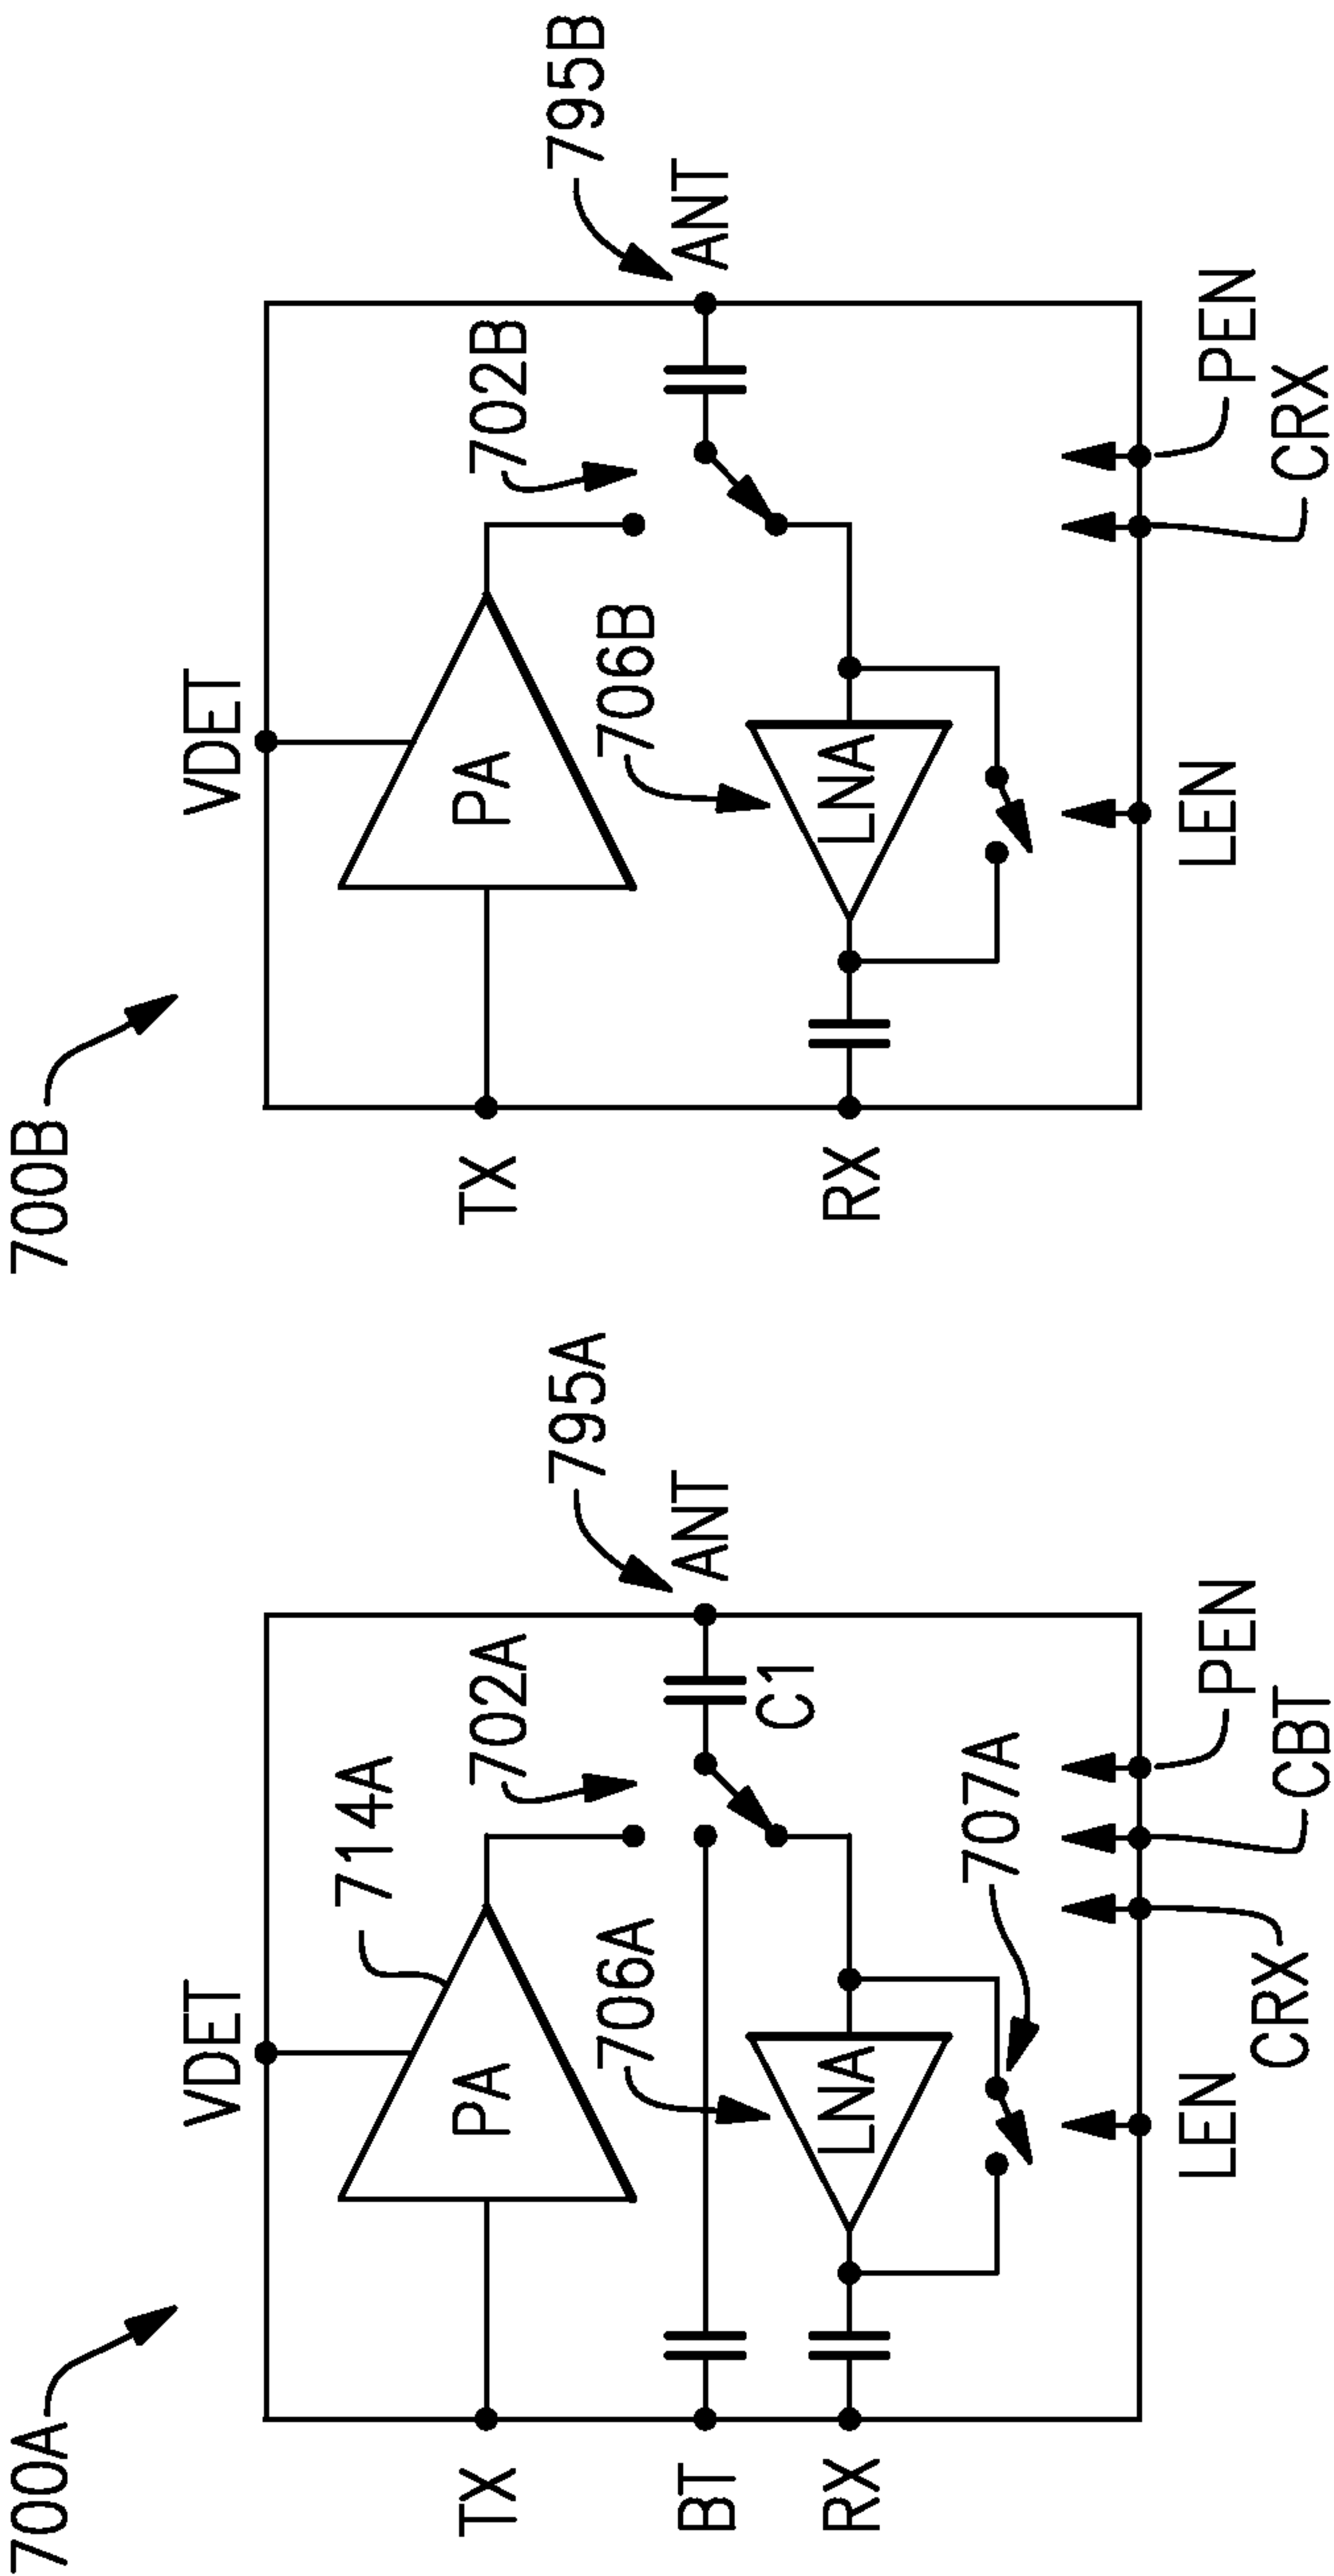 700A
VDET
795A
714A
702A
PA
ANT
TX
706A
C1
BT
LNA
RX
707A
LEN
PEN
CRX
CBT
700B
VDET
795B
702B
PA
ANT
TX
706B
LNA
RX
LEN
PEN
CRX